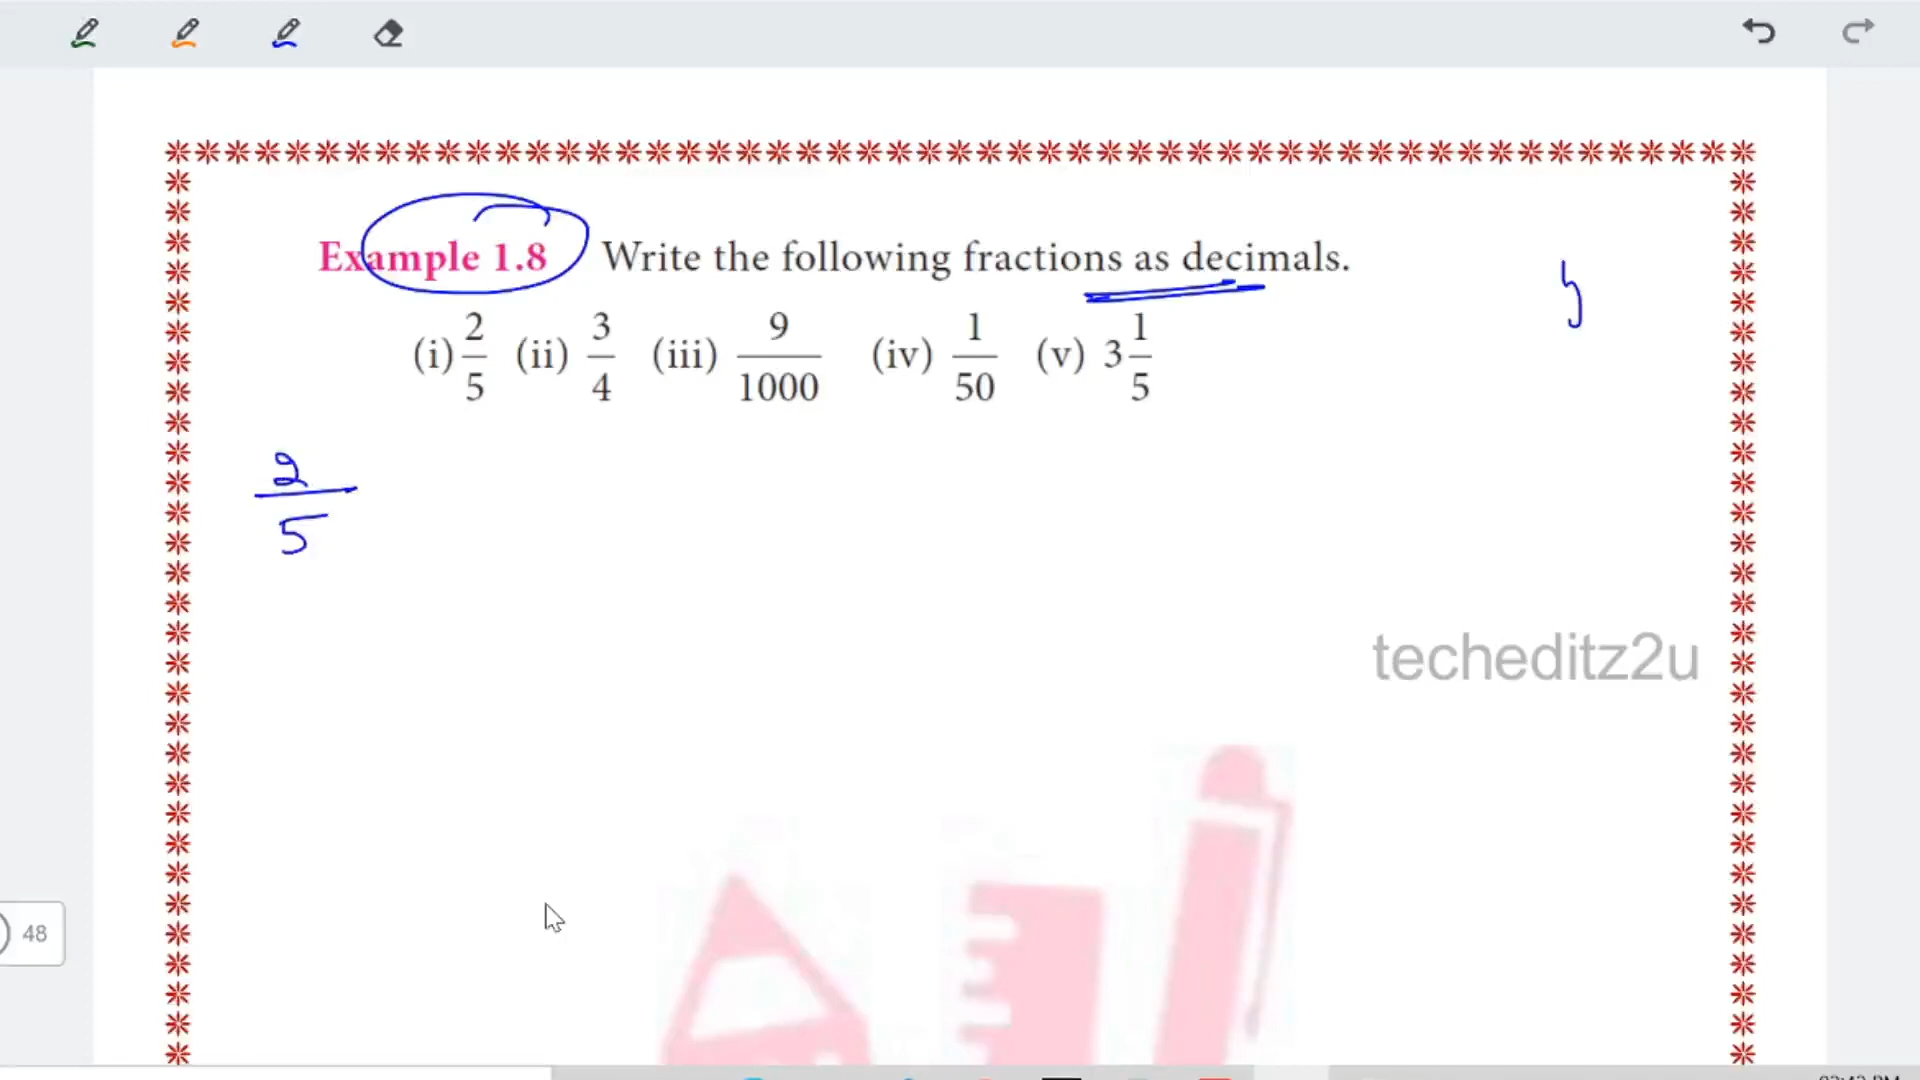 Example 1.8 Write the following fractions as decimals.
(i) 2/5 (ii) 3/4 (iii) 9/1000 (iv) 1/50 (v) 3 1/5
2/5
techeditz2u
48